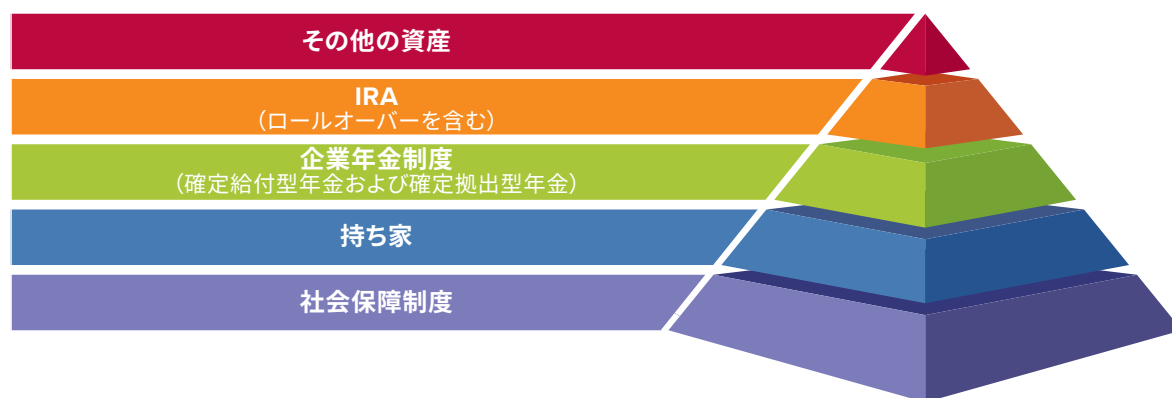 その他の資産
IRA
（ロールオーバーを含む）
企業年金制度
（確定給付型年金および確定拠出型年金）
持ち家
社会保障制度